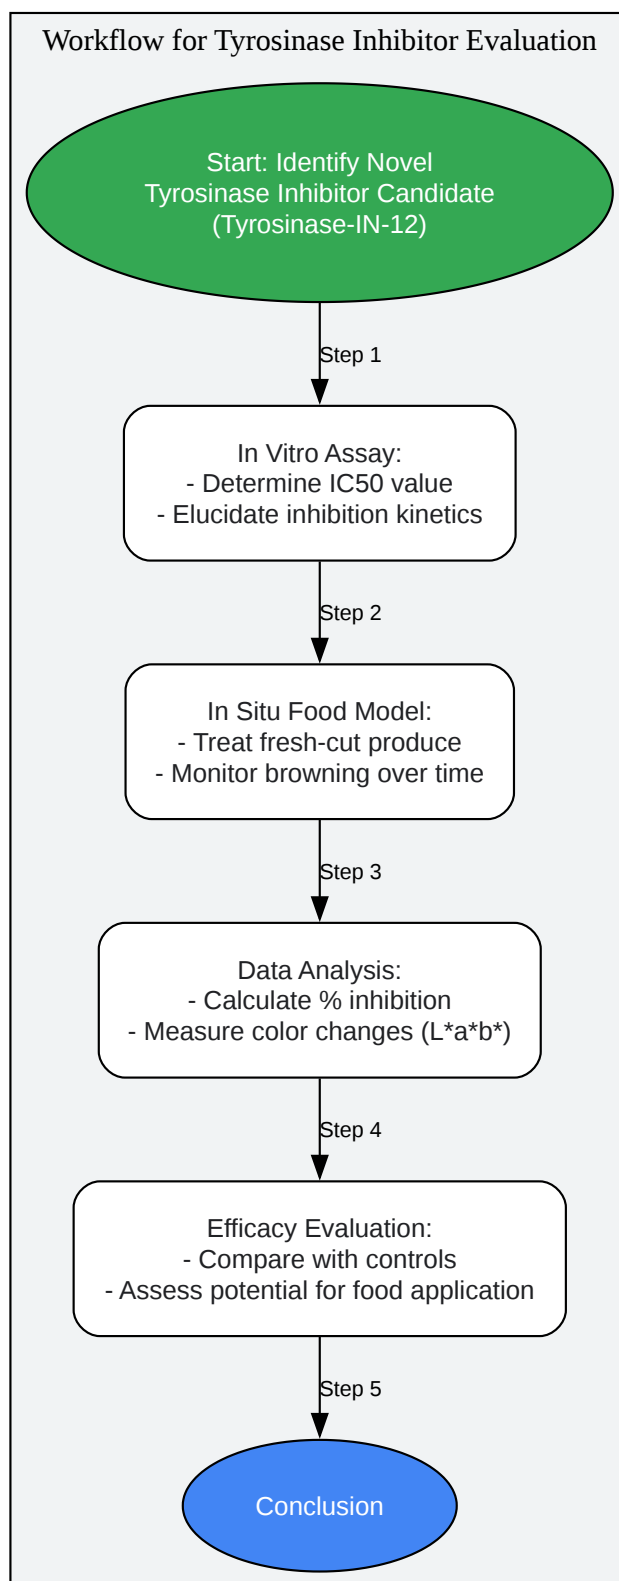 Workflow for Tyrosinase Inhibitor Evaluation
Start: Identify Novel
Tyrosinase Inhibitor Candidate
(Tyrosinase-IN-12)
Step 1
In Vitro Assay:
- Determine IC50 value
- Elucidate inhibition kinetics
Step 2
In Situ Food Model:
- Treat fresh-cut produce
- Monitor browning over time
Step 3
Data Analysis:
- Calculate % inhibition
- Measure color changes (L*a*b*)
Step 4
Efficacy Evaluation:
- Compare with controls
- Assess potential for food application
Step 5
Conclusion